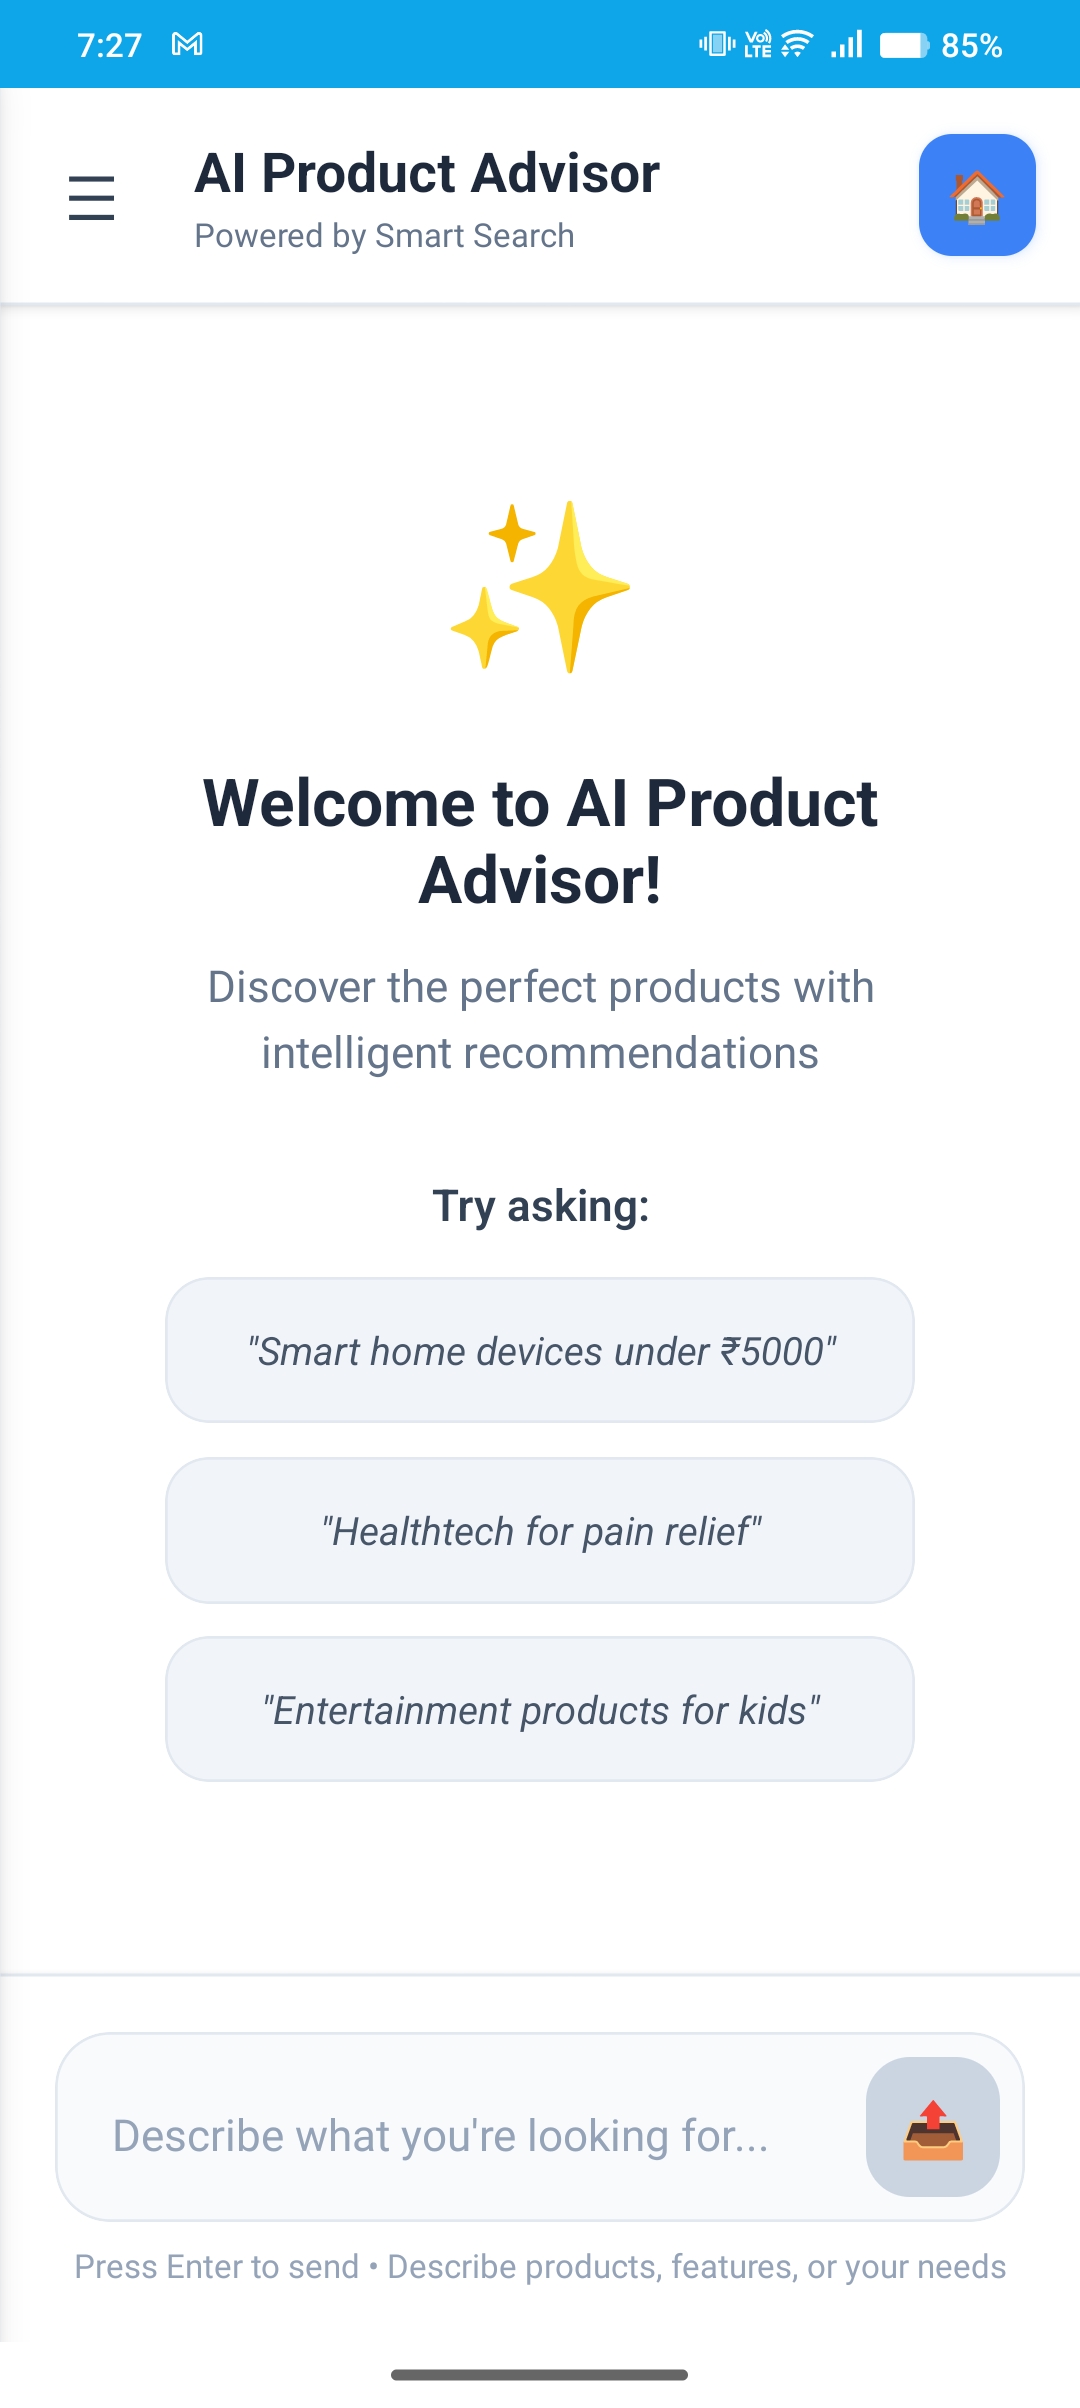 7:27
Vo LTE
85%
AI Product Advisor
Powered by Smart Search
Welcome to AI Product
Advisor!
Discover the perfect products with
intelligent recommendations
Try asking:
"Smart home devices under ₹5000"
"Healthtech for pain relief"
"Entertainment products for kids"
Describe what you're looking for...
Press Enter to send • Describe products, features, or your needs